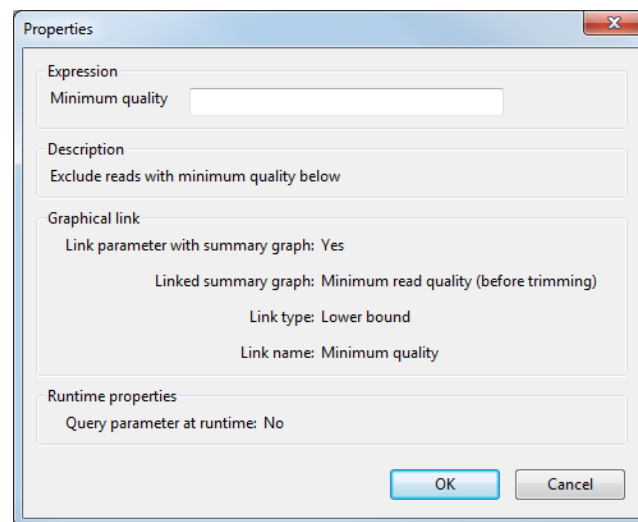 Properties
Expression
Minimum quality
Description
Exclude reads with minimum quality below
Graphical link
Link parameter with summary graph: Yes
Linked summary graph: Minimum read quality (before trimming)
Link type: Lower bound
Link name: Minimum quality
Runtime properties
Query parameter at runtime: No
OK Cancel